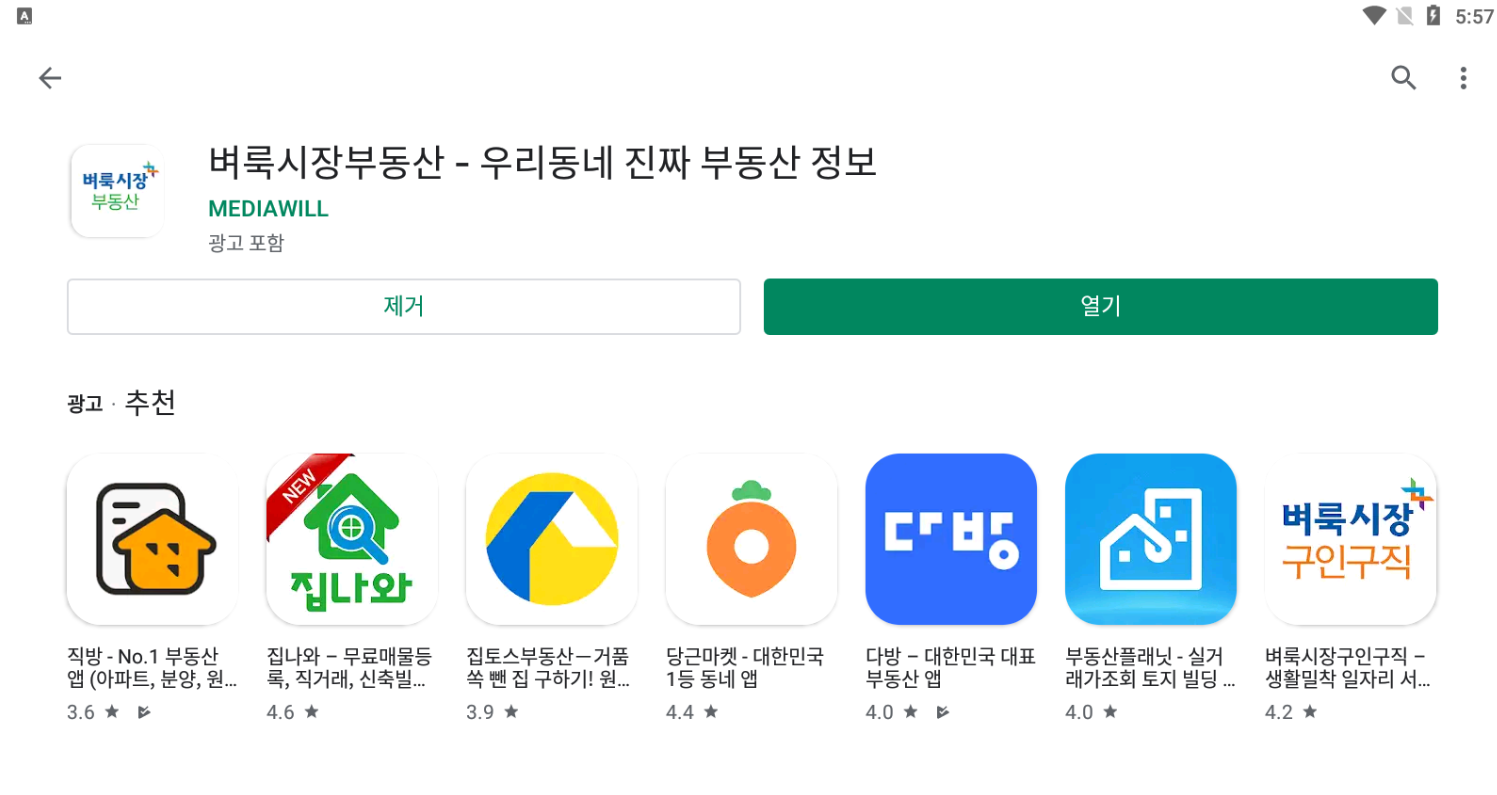 A
5:57
벼룩시장부동산 - 우리동네 진짜 부동산 정보
벼룩시장
부동산
MEDIAWILL
광고 포함
제거
열기
광고 · 추천
NEW
집나와
다방
벼룩시장
구인구직
직방 - No.1 부동산
앱 (아파트, 분양, 원...
3.6 ★
집나와 – 무료매물등
록, 직거래, 신축빌...
4.6 ★
집토스부동산ㅡ거품
쏙 뺀 집 구하기! 원...
3.9 ★
당근마켓 - 대한민국
1등 동네 앱
4.4 ★
다방 – 대한민국 대표
부동산 앱
4.0 ★
부동산플래닛 - 실거
래가조회 토지 빌딩 ...
4.0 ★
벼룩시장구인구직 –
생활밀착 일자리 서...
4.2 ★